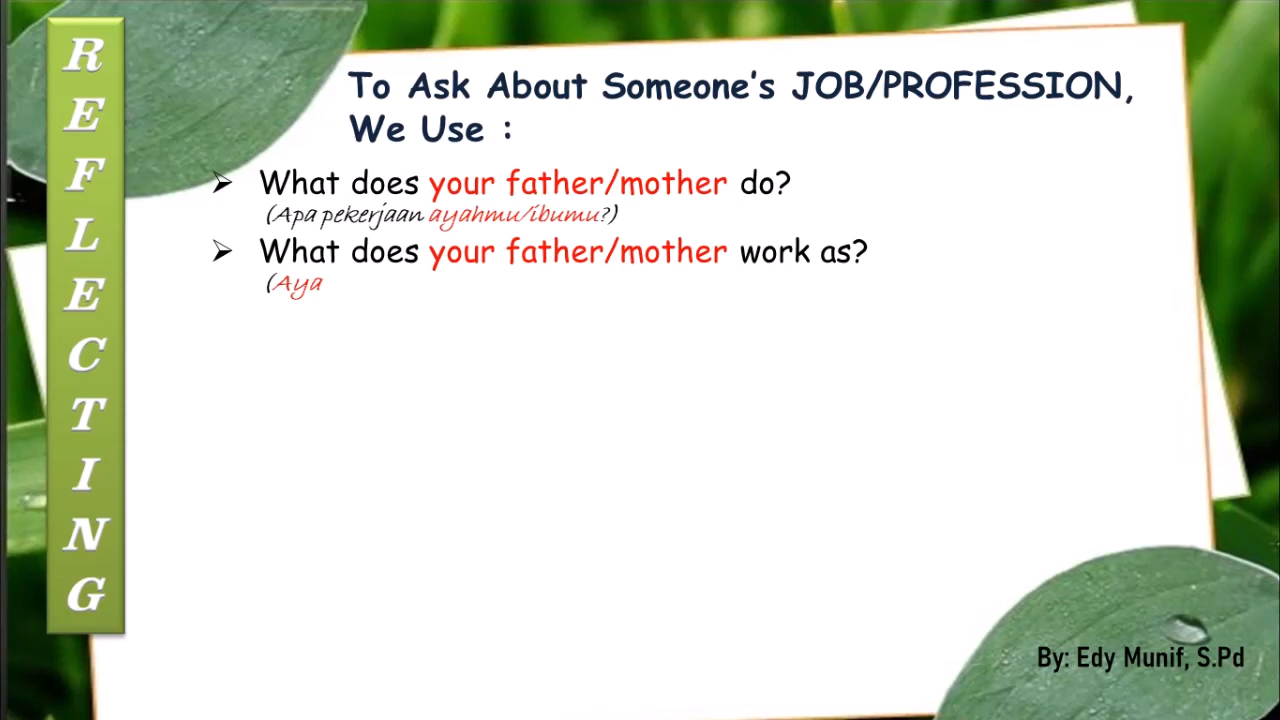 REFLECTING
To Ask About Someone's JOB/PROFESSION,
We Use :
➢ What does your father/mother do?
(Apa pekerjaan ayahmu/ibumu?)
➢ What does your father/mother work as?
(Aya
By: Edy Munif, S.Pd